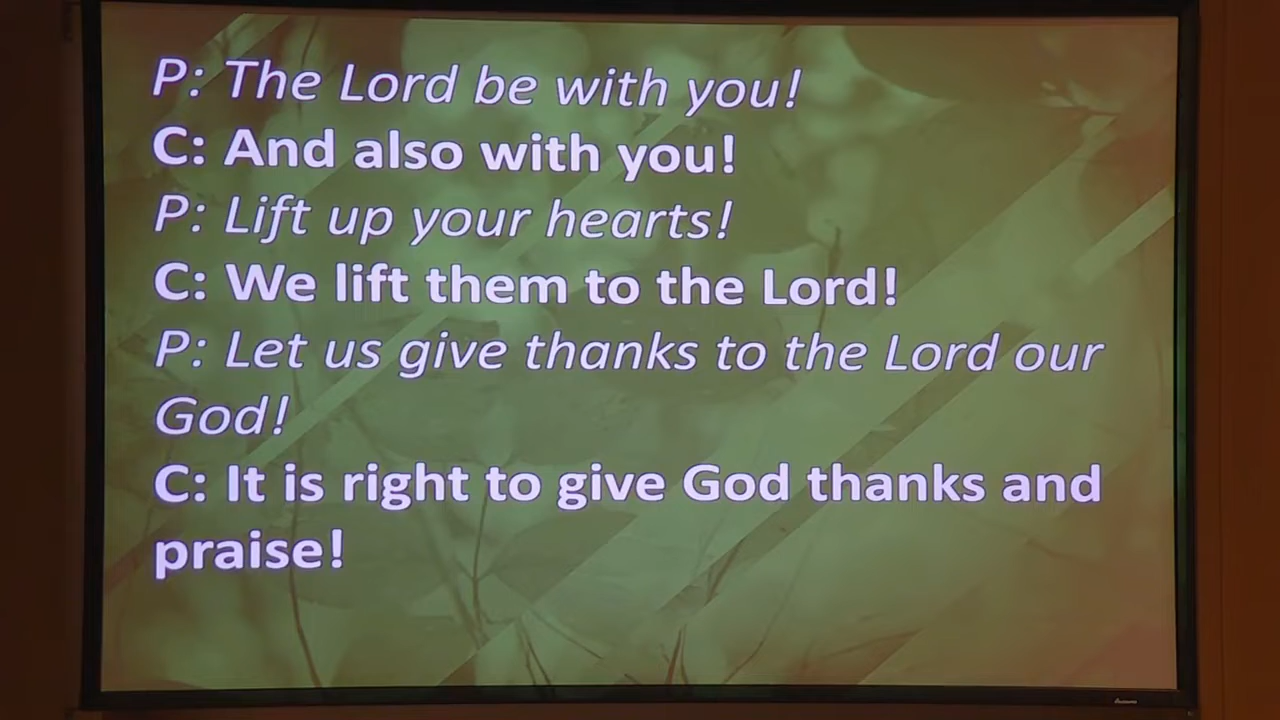 P: The Lord be with you!
C: And also with you!
P: Lift up your hearts!
C: We lift them to the Lord!
P: Let us give thanks to the Lord our
God!
C: It is right to give God thanks and
praise!